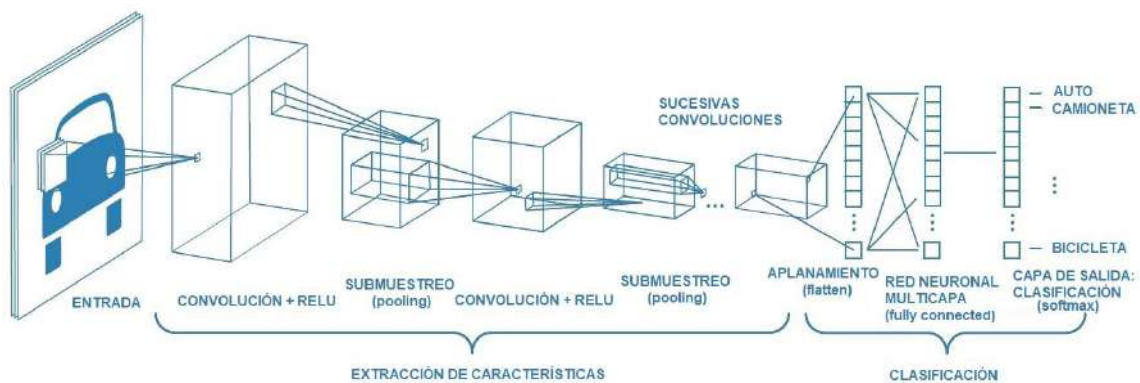 SUCESIVAS
CONVOLUCIONES
AUTO
CAMIONETA
BICICLETA
ENTRADA
CONVOLUCIÓN + RELU
SUBMUESTREO
(pooling)
CONVOLUCIÓN + RELU
SUBMUESTREO
(pooling)
APLANAMIENTO
(flatten)
RED NEURONAL
MULTICAPA
(fully connected)
CAPA DE SALIDA:
CLASIFICACIÓN
(softmax)
EXTRACCIÓN DE CARACTERÍSTICAS
CLASIFICACIÓN